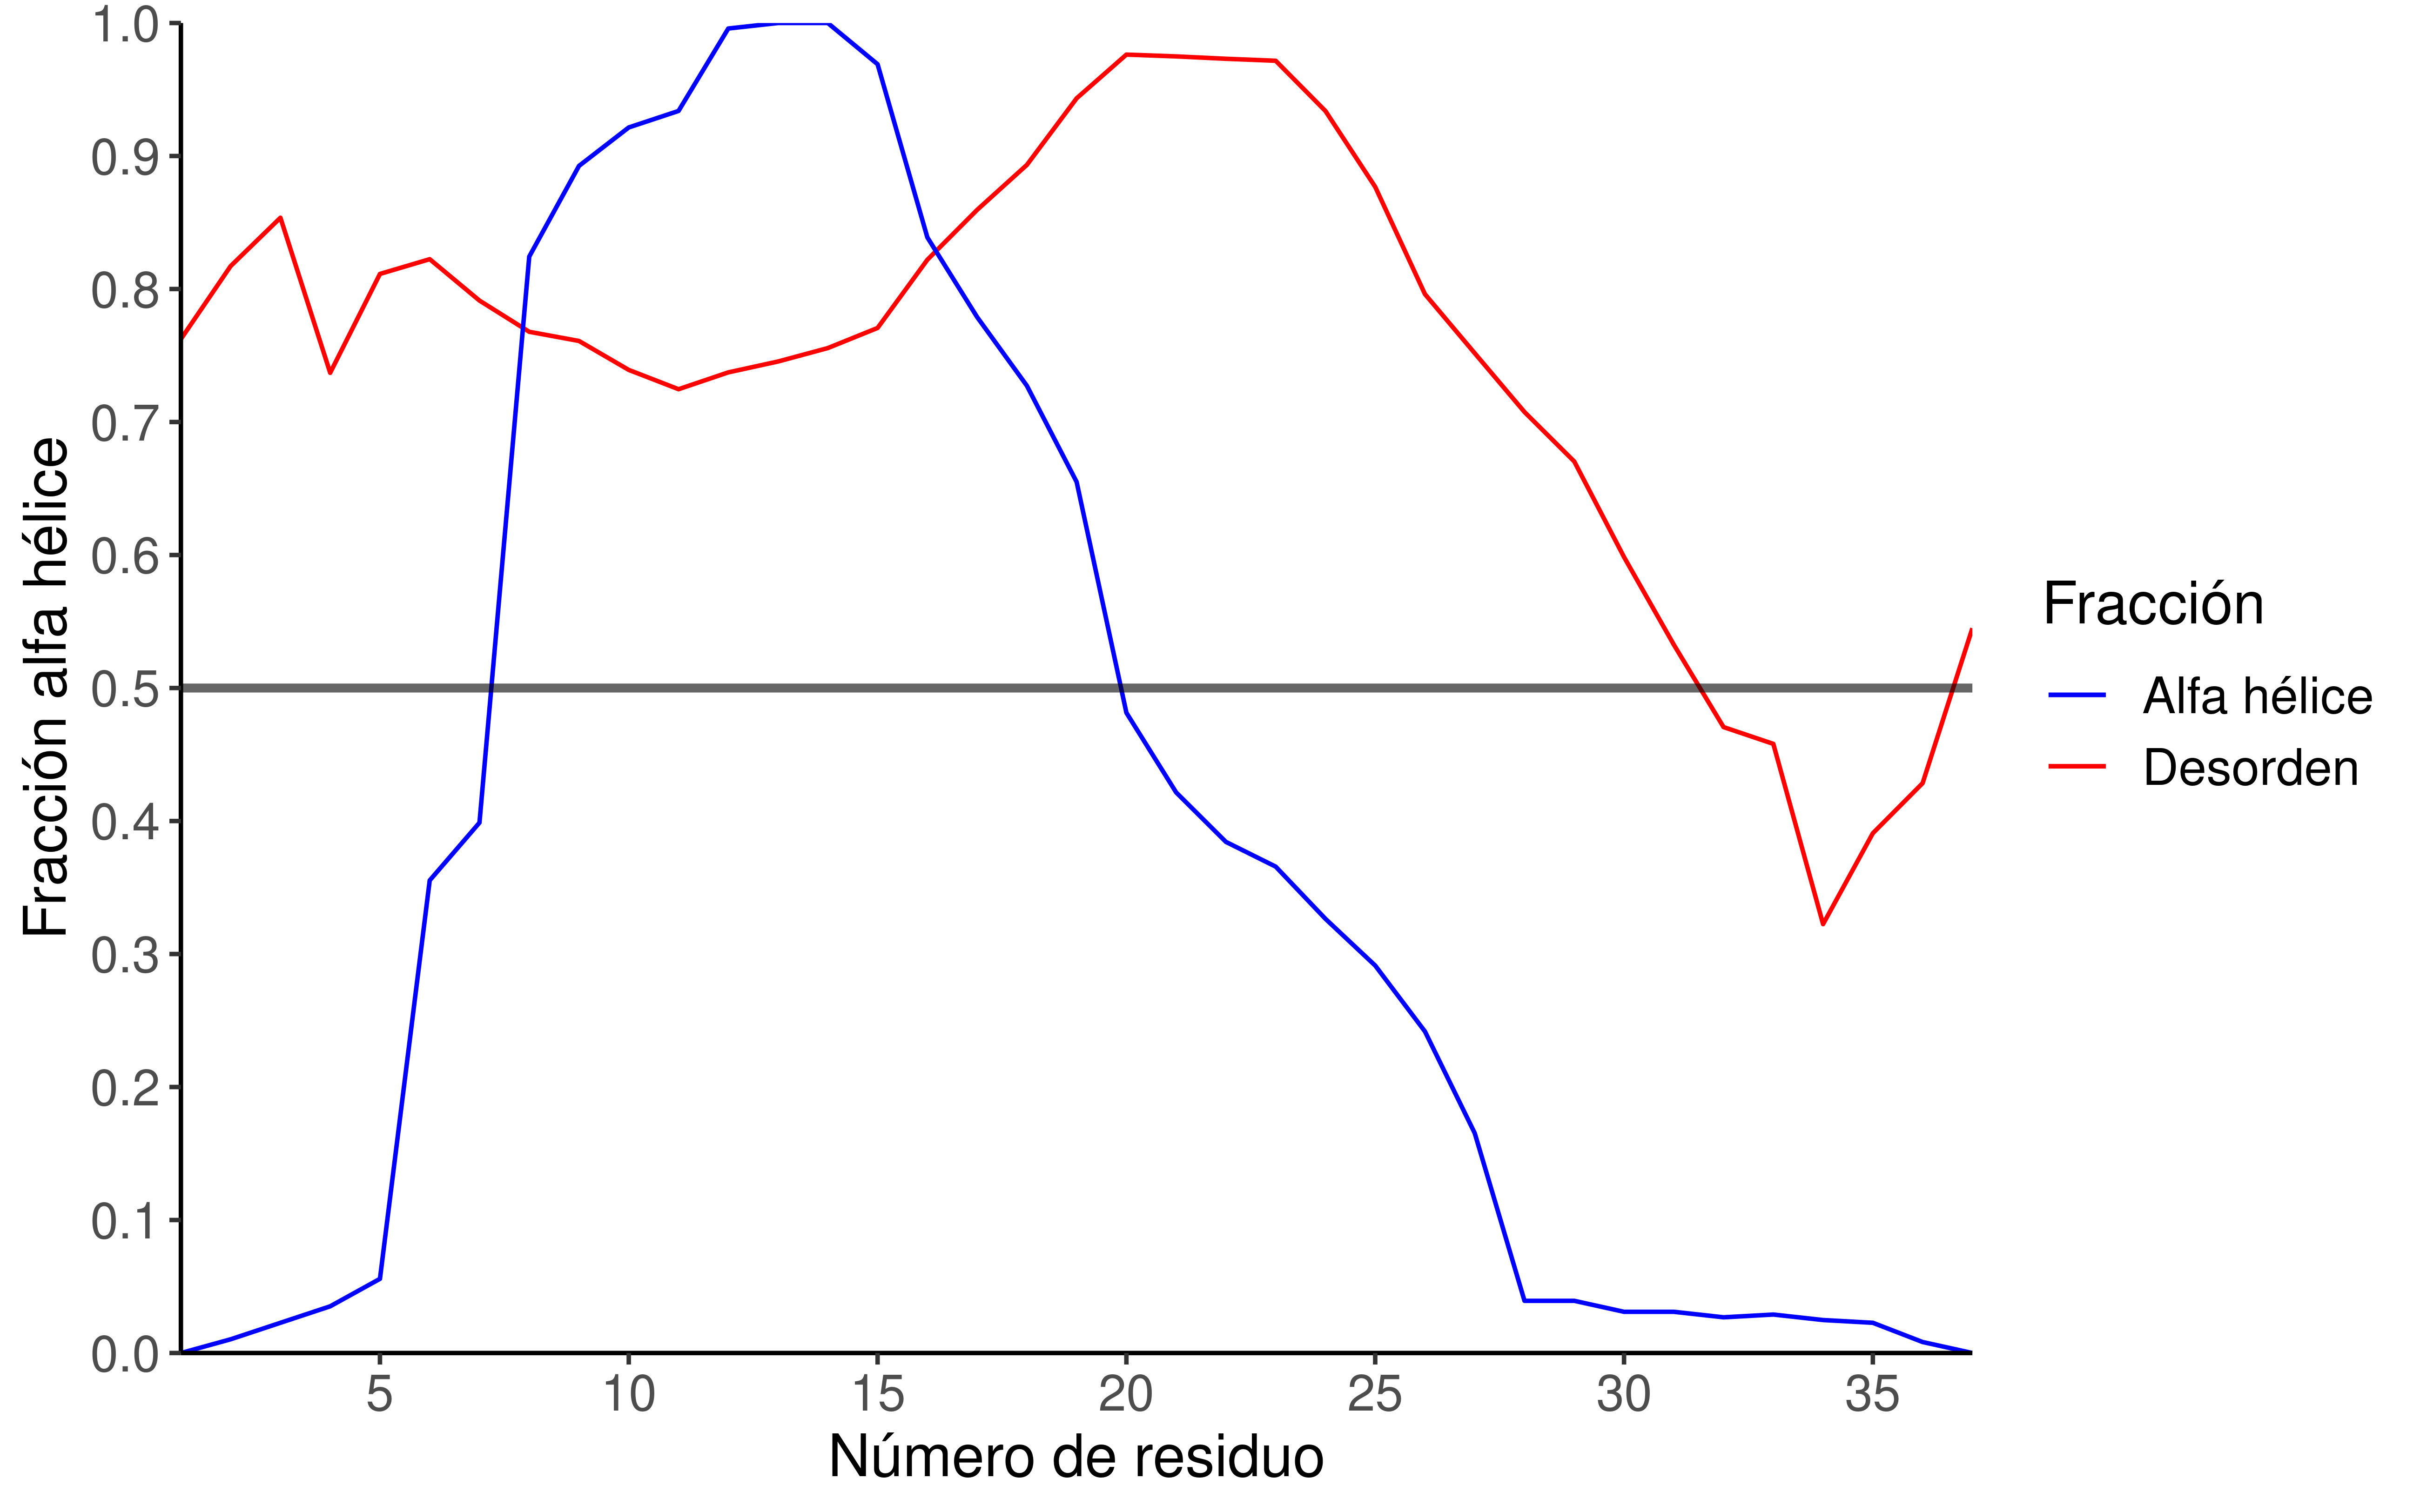 Fracción alfa hélice
1.0
0.9
0.8
0.7
0.6
0.5
0.4
0.3
0.2
0.1
0.0
5 10 15 20 25 30 35
Número de residuo
Fracción
Alfa hélice
Desorden